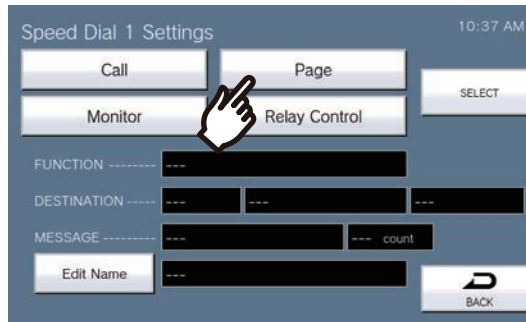 Speed Dial 1 Settings 10:37 AM
Call Page
SELECT
Monitor Relay Control
FUNCTION -------- ---
DESTINATION ----- --- --- ---
MESSAGE --------- --- --- count
Edit Name ---
BACK